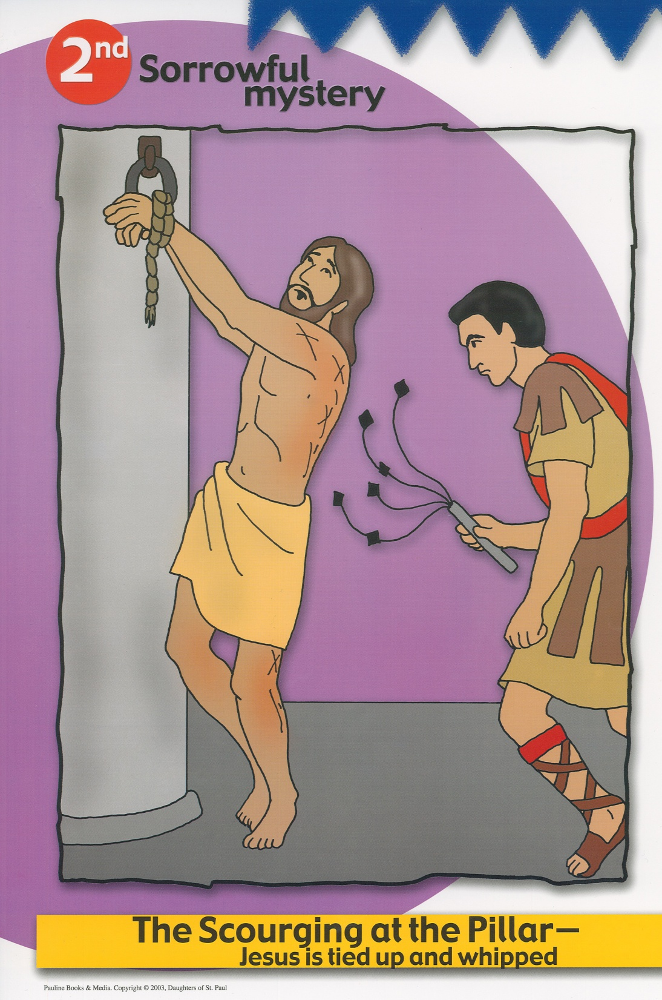 2nd
Sorrowful
mystery
The Scourging at the Pillar—
Jesus is tied up and whipped
Pauline Books & Media. Copyright © 2003, Daughters of St. Paul